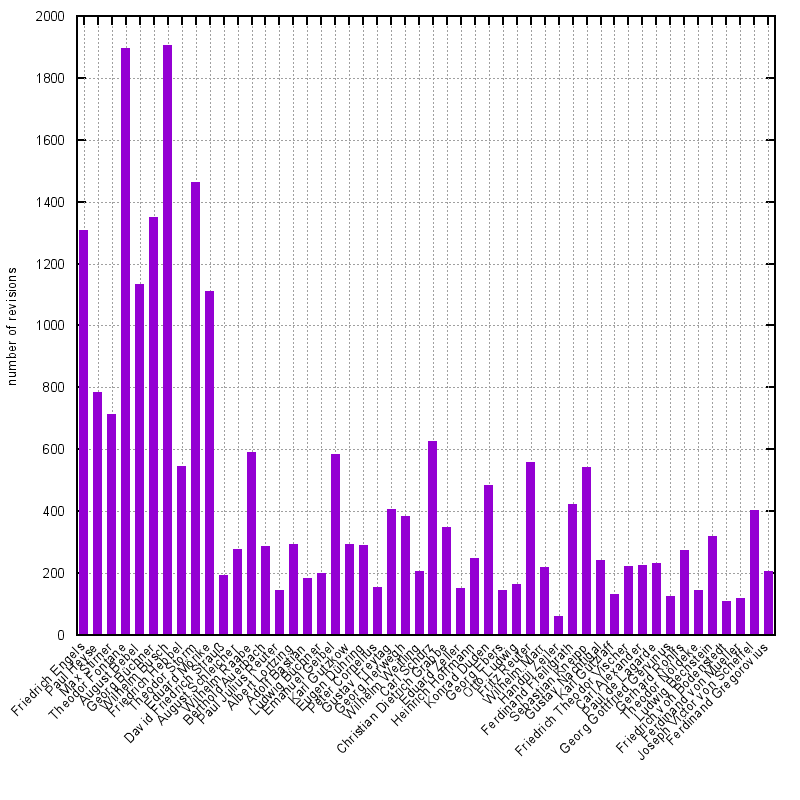 2000
1800
1600
1400
1200
1000
800
600
400
200
0
number of revisions
Friedrich Engels
Paul Heyse
Max Stirner
Theodor Fontane
August Bebel
Georg Büchner
Wilhelm Busch
Friedrich Hebbel
Theodor Storm
Eduard Mörike
David Friedrich Strauß
August Schleicher
Wilhelm Raabe
Berthold Auerbach
Paul Julius Reuter
Albert Lortzing
Adolf Bastian
Ludwig Büchner
Emanuel Geibel
Karl Gutzkow
Eugen Dühring
Peter Cornelius
Gustav Freytag
Georg Herwegh
Wilhelm Weitling
Carl Schurz
Christian Dietrich Grabbe
Eduard Zeller
Heinrich Hoffmann
Konrad Duden
Georg Ebers
Otto Ludwig
Fritz Reuter
Wilhelm Marr
Handrij Zejler
Ferdinand Freiligrath
Sebastian Kneipp
Gustav Nachtigal
Karl Gützlaff
Friedrich Theodor Vischer
Carl Alexander
Paul de Lagarde
Georg Gottfried Gervinus
Gerhard Rohlfs
Theodor Nöldeke
Ludwig Bechstein
Friedrich von Bodenstedt
Ferdinand von Mueller
Joseph Victor von Scheffel
Ferdinand Gregorovius